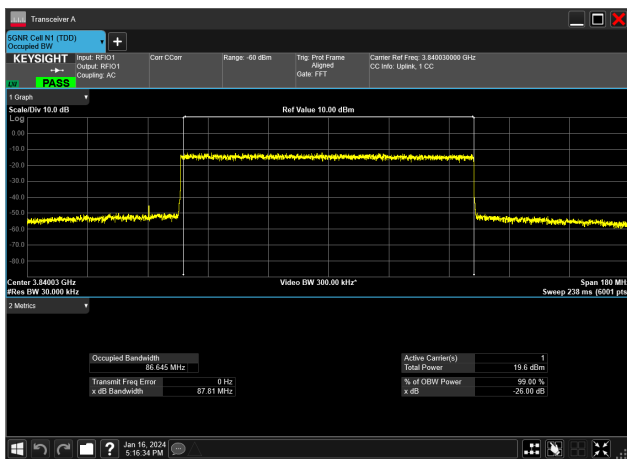 Transceiver A
5GNR Cell N1 (TDD)
Occupied BW
KEYSIGHT
LXI
PASS
Input: RFIO1
Output: RFIO1
Coupling: AC
Corr CCorr
Range: -60 dBm
Trig: Prot Frame
Aligned
Gate: FFT
Carrier Ref Freq: 3.840030000 GHz
CC Info: Uplink, 1 CC
1 Graph
Scale/Div 10.0 dB
Ref Value 10.00 dBm
Log
0.00
-10.0
-20.0
-30.0
-40.0
-50.0
-60.0
-70.0
-80.0
Center 3.84003 GHz
Video BW 300.00 kHz*
Span 180 MHz
#Res BW 30.000 kHz
Sweep 238 ms (6001 pts
2 Metrics
Occupied Bandwidth
86.645 MHz
Active Carrier(s) 1
Total Power 19.6 dBm
Transmit Freq Error 0 Hz
x dB Bandwidth 87.81 MHz
% of OBW Power 99.00 %
x dB -26.00 dB
Jan 16, 2024
5:16:34 PM